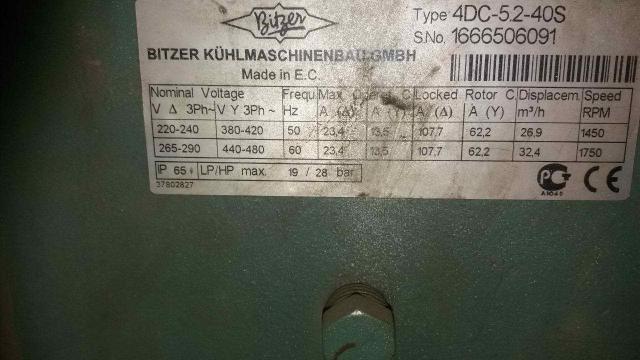 Bitzer
Type 4DC-5.2-40S
S.No. 1666506091
BITZER KÜHLMASCHINENBAU GMBH
Made in E.C.
Nominal Voltage Frequ. Max. Operat. C. Locked Rotor C. Displacem. Speed
V Δ 3Ph~ V Y 3Ph~ Hz A (Δ) A (Y) A (Δ) A (Y) m³/h RPM
220-240 380-420 50 23,4 13,5 107,7 62,2 26,9 1450
265-290 440-480 60 23,4 13,5 107,7 62,2 32,4 1750
IP 65 LP/HP max. 19 / 28 bar
37802827
CE